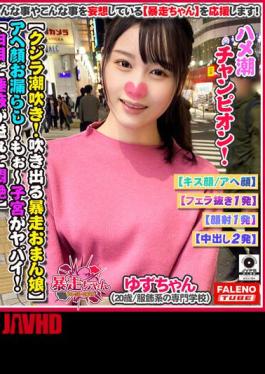 んな事やこんな事を妄想している【暴走ちゃん】を応援します!
【クジラ潮吹き!吹き出る暴走おまん娘】
アヘ顔お漏らし!もぉ~子宮がヤバイ!
ハメ潮
チャンピオン!
【キス顔/アヘ顔】
【フェラ抜き1発】
【顔射1発】
【中出し2発】
暴走ちゃん
ゆずちゃん
(20歳/服飾系の専門学校)
FALENO
TUBE
JAVHD